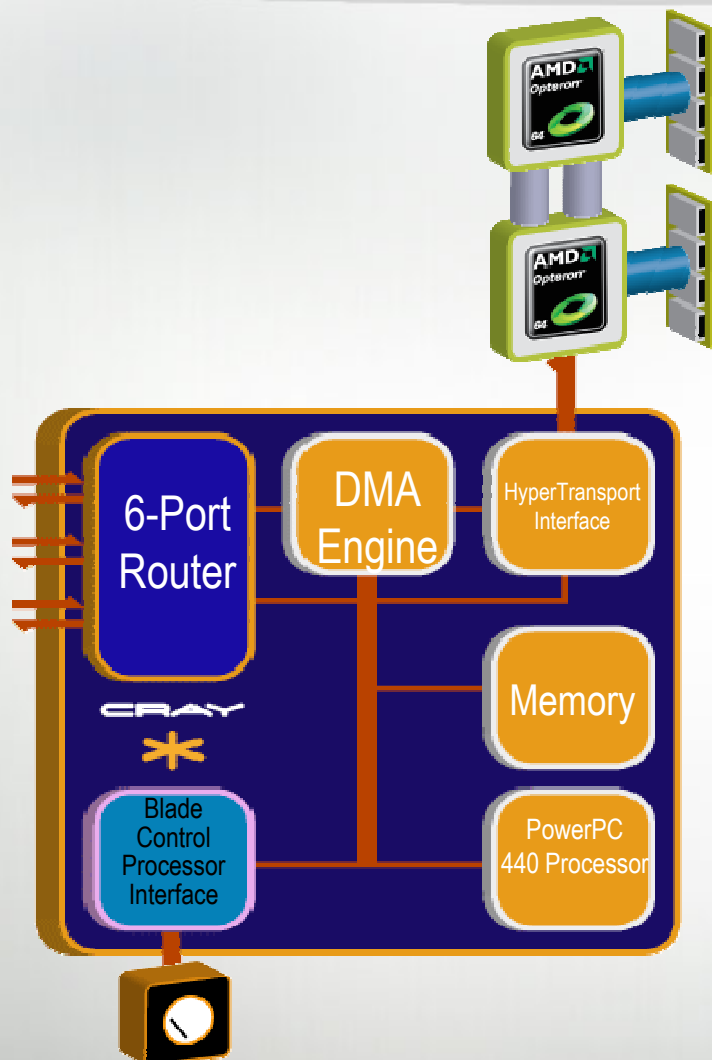 AMD
Opteron
64
AMD
Opteron
64
6-Port
Router
DMA
Engine
HyperTransport
Interface
CRAY
Memory
Blade
Control
Processor
Interface
PowerPC
440 Processor